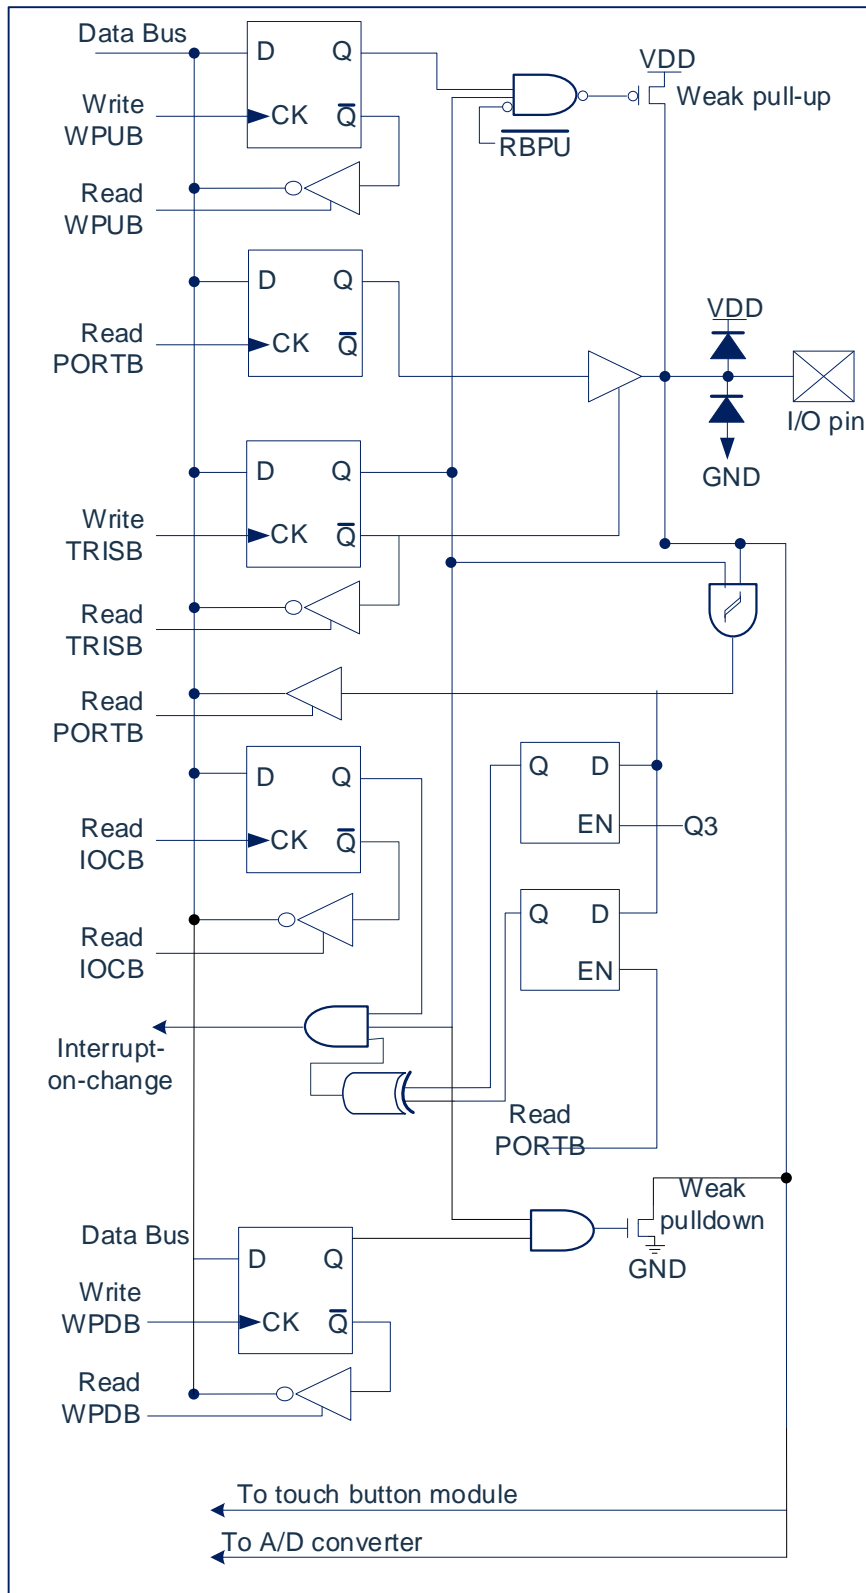 Data Bus
D
Q
VDD
Weak pull-up
Write
WPUB
CK
Q̅
R̅B̅P̅U̅
Read
WPUB
D
Q
VDD
Read
PORTB
CK
Q̅
I/O pin
GND
D
Q
Write
TRISB
CK
Q̅
Read
TRISB
Read
PORTB
D
Q
Q
D
EN
Q3
Read
IOCB
CK
Q̅
Q
D
Read
IOCB
EN
Interrupt-
on-change
Read
PORTB
Weak
pulldown
Data Bus
D
Q
GND
Write
WPDB
CK
Q̅
Read
WPDB
To touch button module
To A/D converter